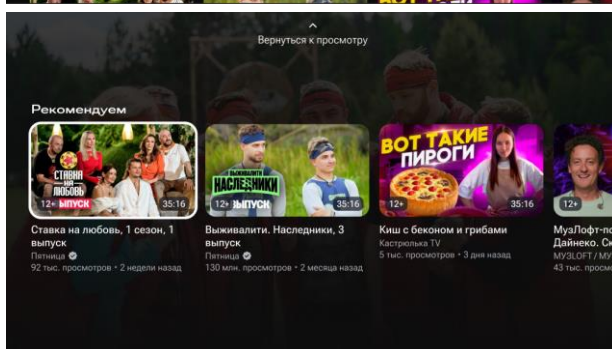 Вернуться к просмотру
Рекомендуем
СТАВКА
НА
ЛЮБОВЬ
12+ ВЫПУСК 35:16
ВЫЖИВАЛИТИ
НАСЛЕДНИКИ
12+ ВЫПУСК 35:16
ВОТ ТАКИЕ
ПИРОГИ
12+ 35:16
12+
Ставка на любовь, 1 сезон, 1
выпуск
Пятница
92 тыс. просмотров • 2 недели назад
Выживалити. Наследники, 3
выпуск
Пятница
130 млн. просмотров • 2 месяца назад
Киш с беконом и грибами
Кастрюлька TV
5 тыс. просмотров • 3 дня назад
МузЛофт-по
Дайнеко. Ск
МУЗLOFT / МУ
43 тыс. просмо